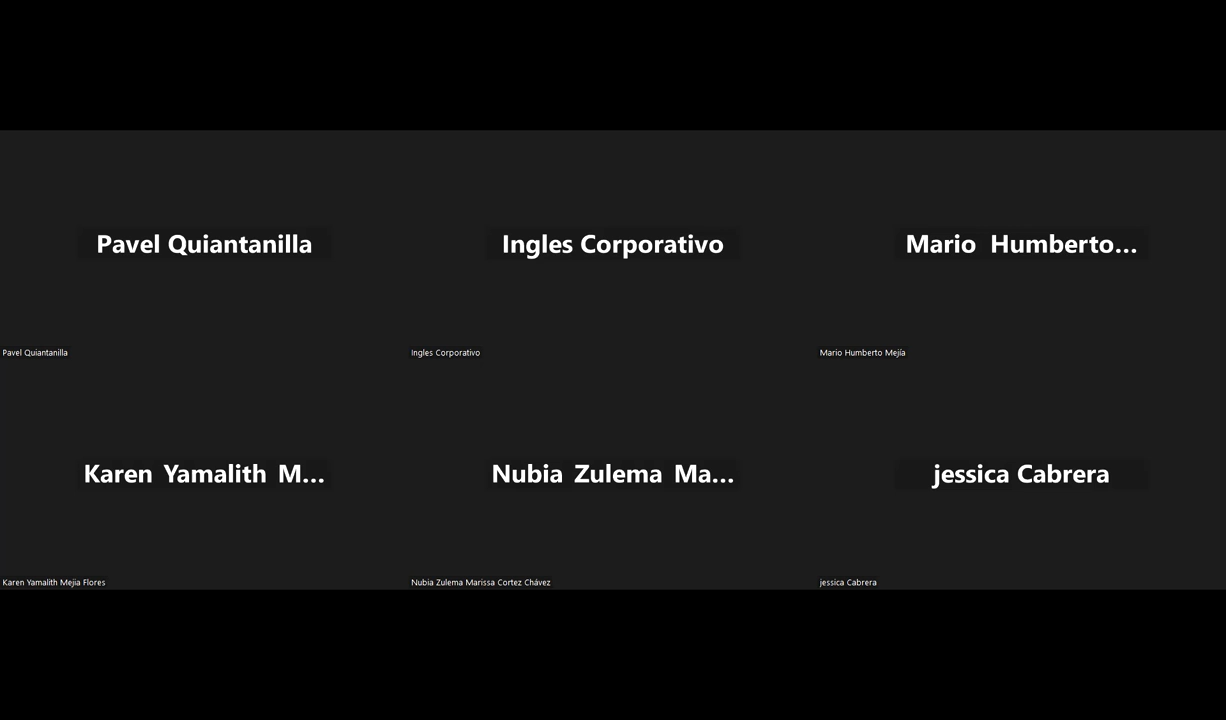 Pavel Quiantanilla
Ingles Corporativo
Mario Humberto...
Pavel Quiantanilla
Ingles Corporativo
Mario Humberto Mejía
Karen Yamalith M...
Nubia Zulema Ma...
jessica Cabrera
Karen Yamalith Mejia Flores
Nubia Zulema Marissa Cortez Chávez
jessica Cabrera